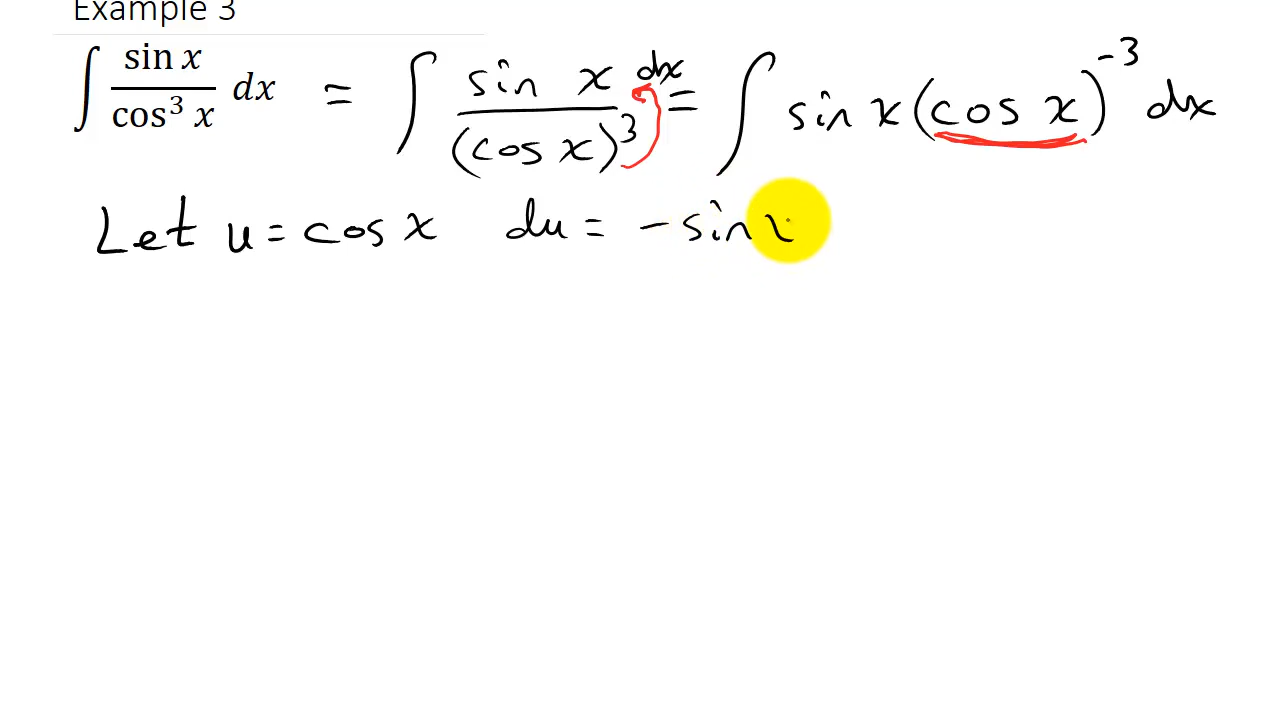 Example 3
∫ sin x / cos³ x dx = ∫ sin x dx / (cos x)³ = ∫ sin x (cos x)⁻³ dx
Let u = cos x du = - sin x